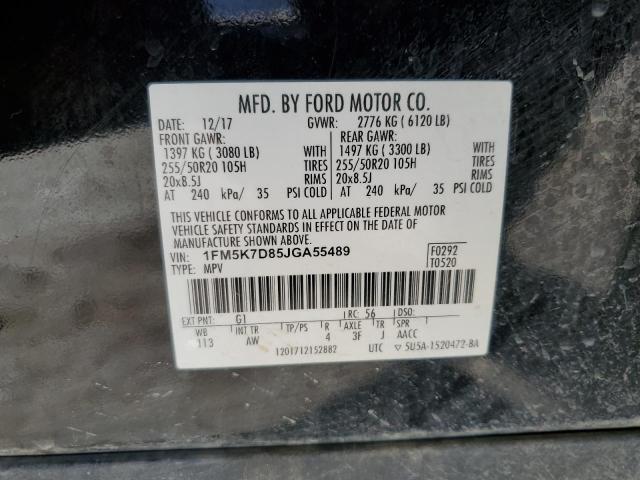 MFD. BY FORD MOTOR CO.
DATE: 12/17 GVWR: 2776 KG ( 6120 LB)
FRONT GAWR: REAR GAWR:
1397 KG ( 3080 LB) WITH 1497 KG ( 3300 LB) WITH
255/50R20 105H TIRES 255/50R20 105H TIRES
20x8.5J RIMS 20x8.5J RIMS
AT 240 kPa/ 35 PSI COLD AT 240 kPa/ 35 PSI COLD
THIS VEHICLE CONFORMS TO ALL APPLICABLE FEDERAL MOTOR
VEHICLE SAFETY STANDARDS IN EFFECT ON THE DATE OF
MANUFACTURE SHOWN ABOVE.
VIN: 1FM5K7D85JGA55489 F0292
TYPE: MPV T0520
EXT PNT: G1 RC: 56 DSO:
WB INT TR TP/PS R AXLE TR SPR
113 AW 4 3F J AACC
1201712152882 UTC ▽ 5U5A-1520472-BA